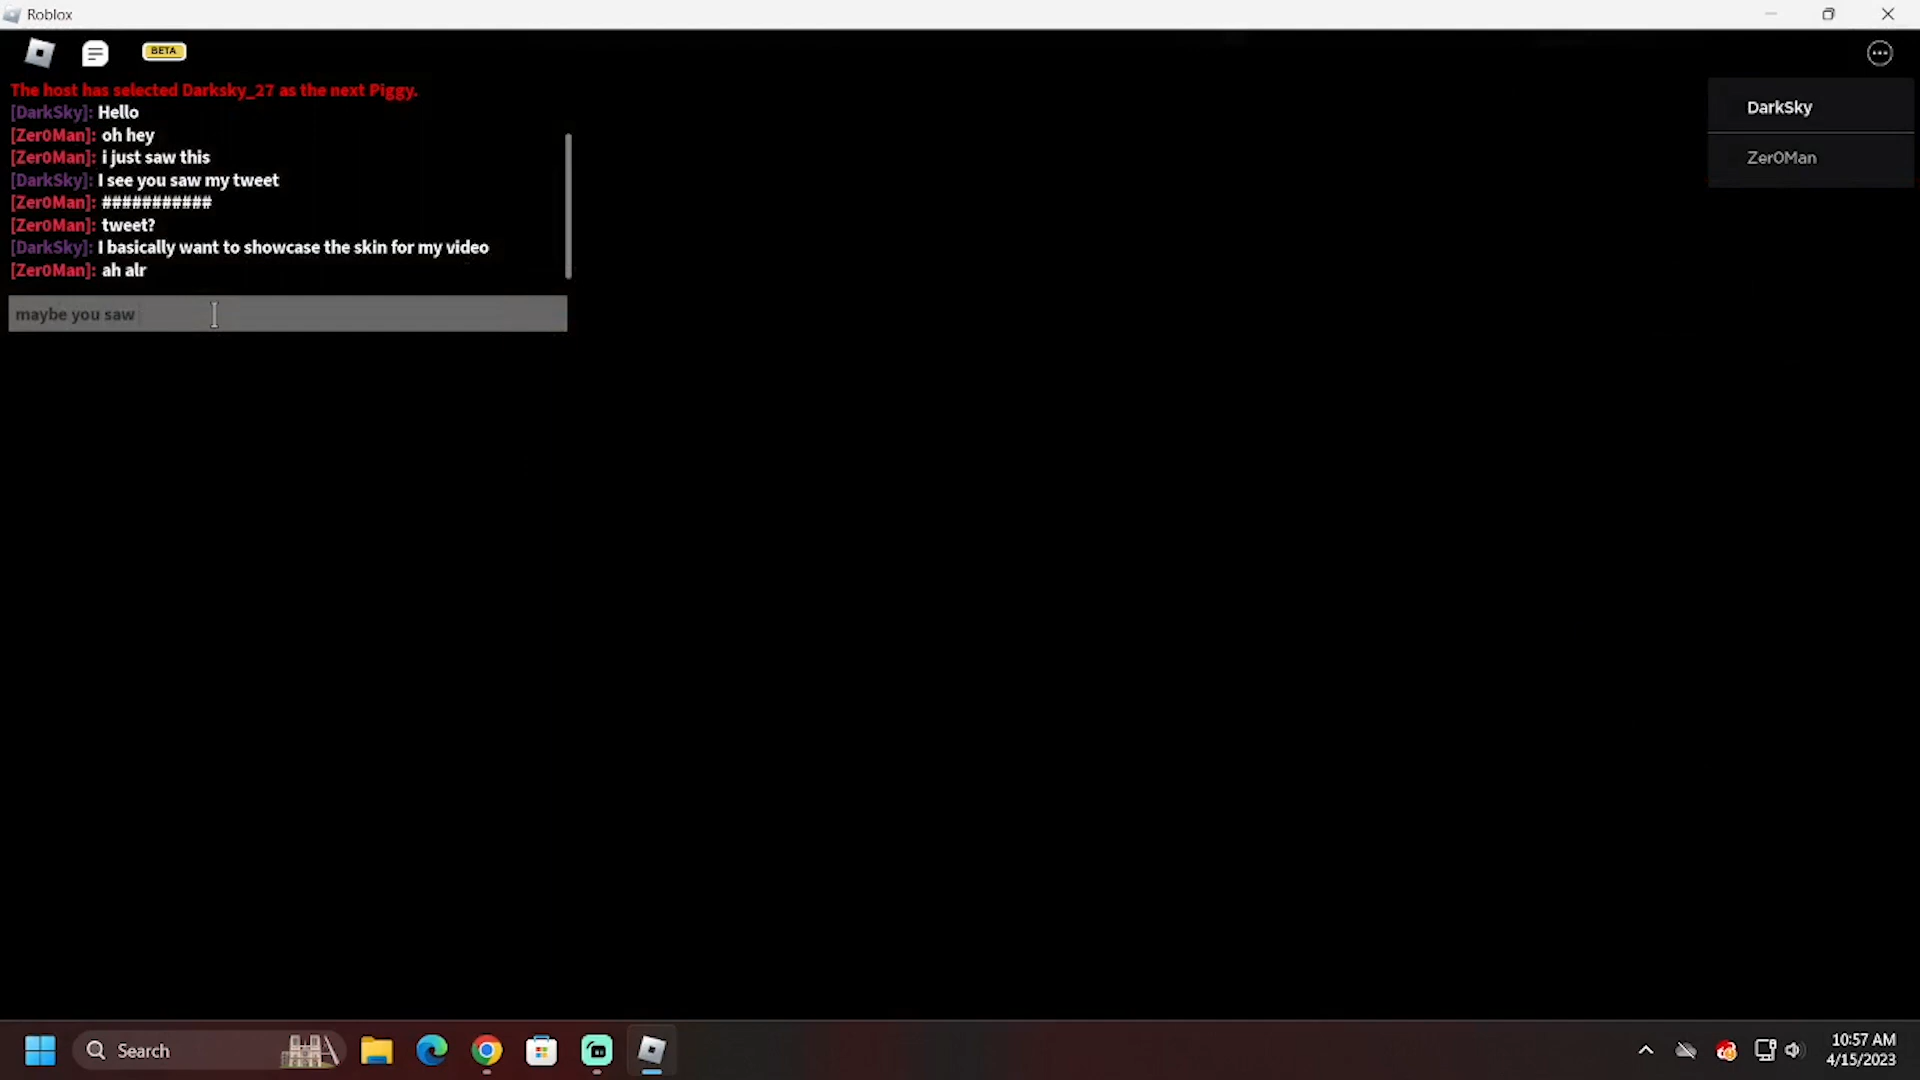 Roblox
BETA
The host has selected Darksky_27 as the next Piggy.
[DarkSky]: Hello
[Zer0Man]: oh hey
[Zer0Man]: i just saw this
[DarkSky]: I see you saw my tweet
[Zer0Man]: ###########
[Zer0Man]: tweet?
[DarkSky]: I basically want to showcase the skin for my video
[Zer0Man]: ah alr
maybe you saw
DarkSky
Zer0Man
Search
10:57 AM
4/15/2023